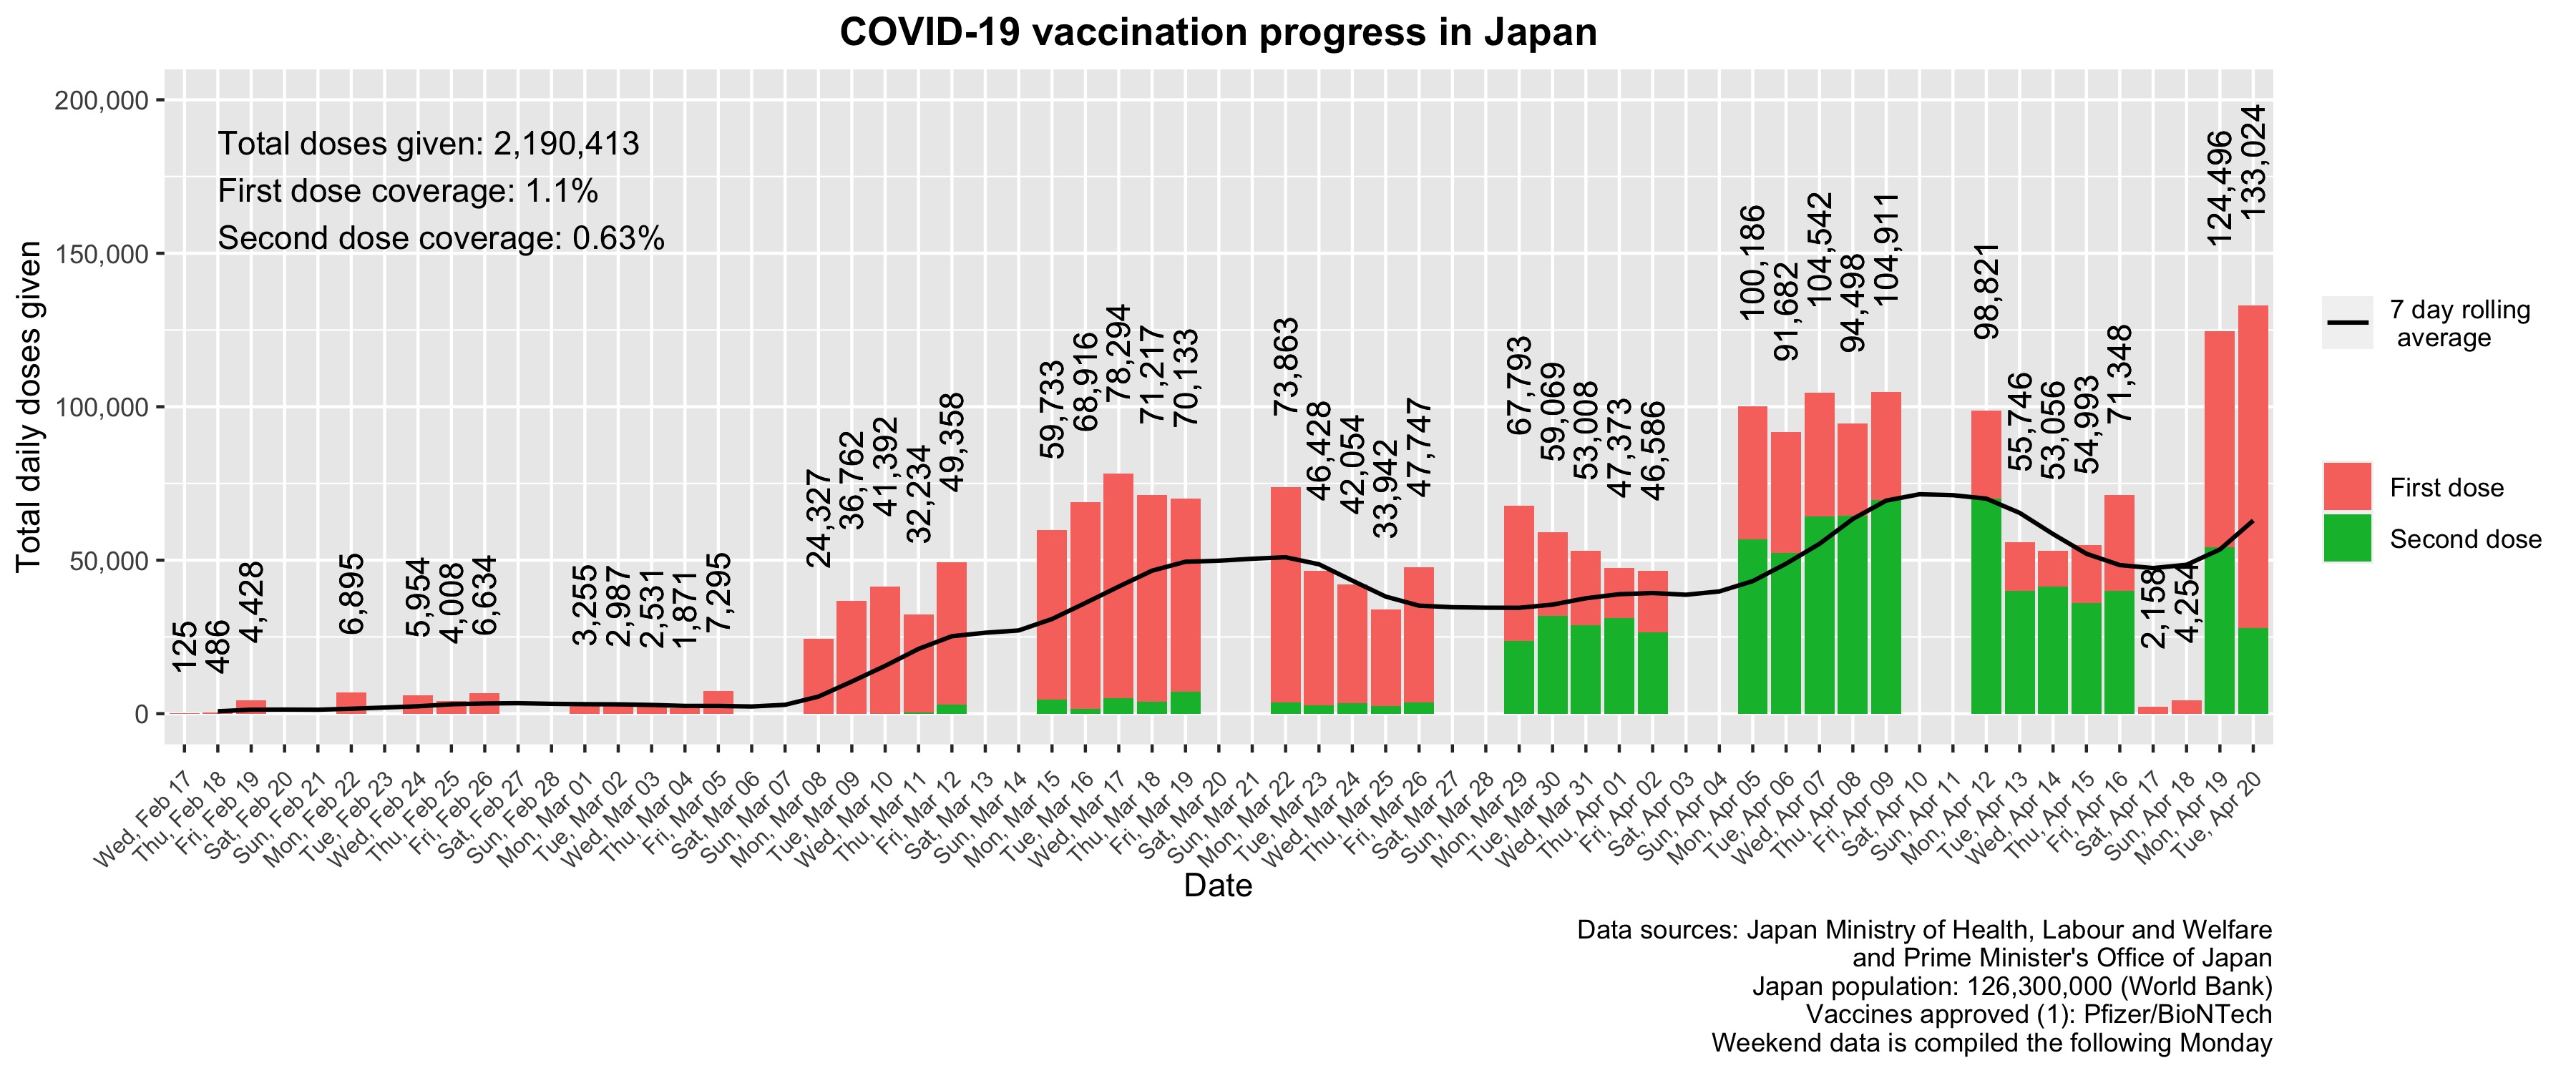 COVID-19 vaccination progress in Japan
Total daily doses given
200,000
150,000
100,000
50,000
0
Total doses given: 2,190,413
First dose coverage: 1.1%
Second dose coverage: 0.63%
125
486
4,428
6,895
5,954
4,008
6,634
3,255
2,987
2,531
1,871
7,295
24,327
36,762
41,392
32,234
49,358
59,733
68,916
78,294
71,217
70,133
73,863
46,428
42,054
33,942
47,747
67,793
59,069
53,008
47,373
46,586
100,186
91,682
104,542
94,498
104,911
98,821
55,746
53,056
54,993
71,348
2,158
4,254
124,496
133,024
Wed, Feb 17
Thu, Feb 18
Fri, Feb 19
Sat, Feb 20
Sun, Feb 21
Mon, Feb 22
Tue, Feb 23
Wed, Feb 24
Thu, Feb 25
Fri, Feb 26
Sat, Feb 27
Sun, Feb 28
Mon, Mar 01
Tue, Mar 02
Wed, Mar 03
Thu, Mar 04
Fri, Mar 05
Sat, Mar 06
Sun, Mar 07
Mon, Mar 08
Tue, Mar 09
Wed, Mar 10
Thu, Mar 11
Fri, Mar 12
Sat, Mar 13
Sun, Mar 14
Mon, Mar 15
Tue, Mar 16
Wed, Mar 17
Thu, Mar 18
Fri, Mar 19
Sat, Mar 20
Sun, Mar 21
Mon, Mar 22
Tue, Mar 23
Wed, Mar 24
Thu, Mar 25
Fri, Mar 26
Sat, Mar 27
Sun, Mar 28
Mon, Mar 29
Tue, Mar 30
Wed, Mar 31
Thu, Apr 01
Fri, Apr 02
Sat, Apr 03
Sun, Apr 04
Mon, Apr 05
Tue, Apr 06
Wed, Apr 07
Thu, Apr 08
Fri, Apr 09
Sat, Apr 10
Sun, Apr 11
Mon, Apr 12
Tue, Apr 13
Wed, Apr 14
Thu, Apr 15
Fri, Apr 16
Sat, Apr 17
Sun, Apr 18
Mon, Apr 19
Tue, Apr 20
Date
7 day rolling
average
First dose
Second dose
Data sources: Japan Ministry of Health, Labour and Welfare
and Prime Minister's Office of Japan
Japan population: 126,300,000 (World Bank)
Vaccines approved (1): Pfizer/BioNTech
Weekend data is compiled the following Monday